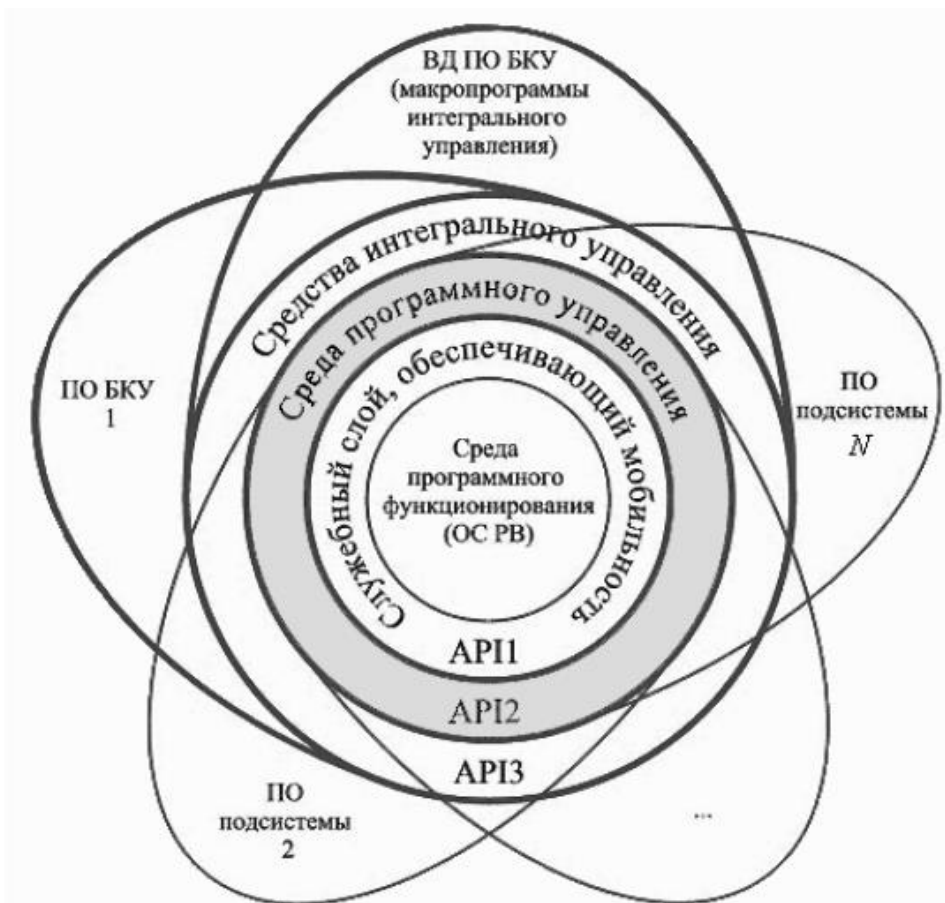 ВД ПО БКУ
(макропрограммы
интегрального
управления)
Средства интегрального управления
Среда программного управления
Служебный слой, обеспечивающий мобильность
Среда
программного
функционирования
(ОС РВ)
ПО БКУ
1
ПО
подсистемы
N
API1
API2
API3
ПО
подсистемы
2
...